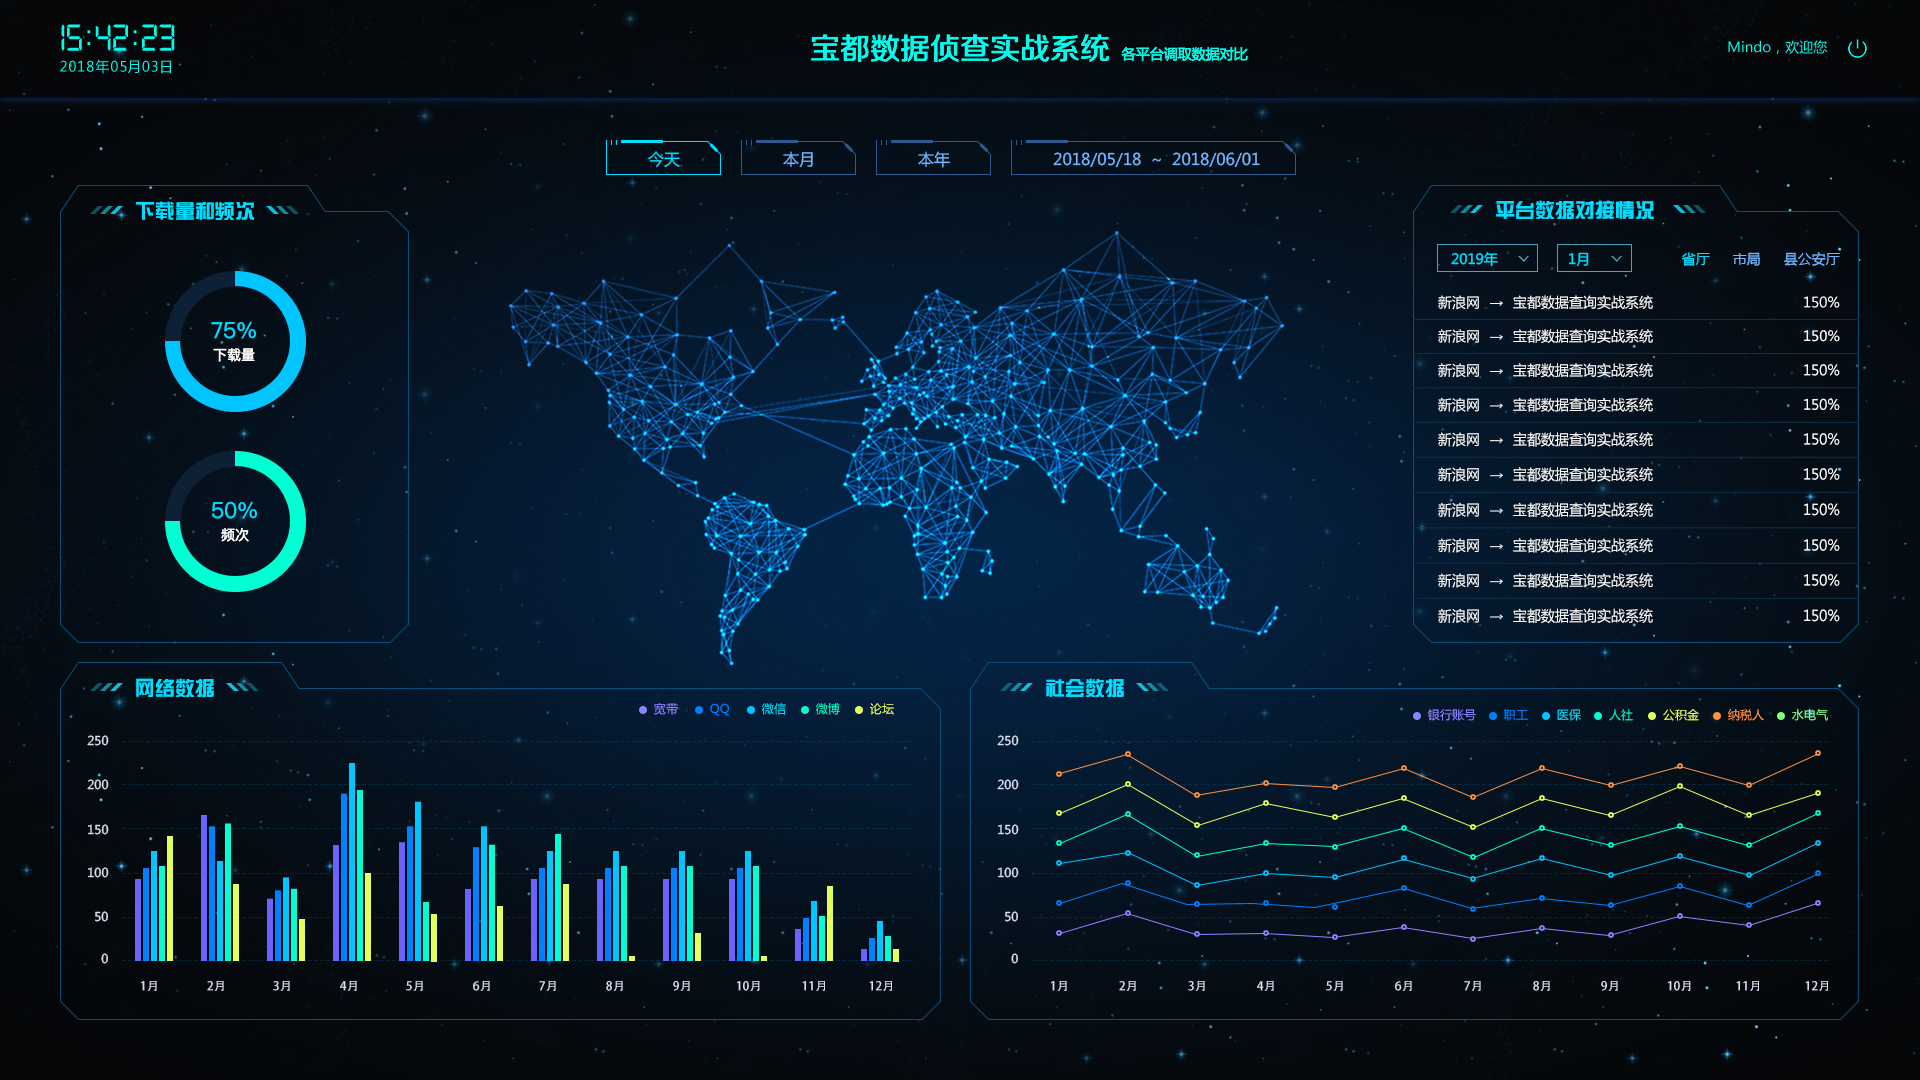 15:42:23
2018年05月03日
宝都数据侦查实战系统 各平台调取数据对比
Mindo，欢迎您
今天
本月
本年
2018/05/18 ~ 2018/06/01
下载量和频次
75%
下载量
50%
频次
平台数据对接情况
2019年
1月
省厅
市局
县公安厅
新浪网 → 宝都数据查询实战系统 150%
新浪网 → 宝都数据查询实战系统 150%
新浪网 → 宝都数据查询实战系统 150%
新浪网 → 宝都数据查询实战系统 150%
新浪网 → 宝都数据查询实战系统 150%
新浪网 → 宝都数据查询实战系统 150%
新浪网 → 宝都数据查询实战系统 150%
新浪网 → 宝都数据查询实战系统 150%
新浪网 → 宝都数据查询实战系统 150%
新浪网 → 宝都数据查询实战系统 150%
网络数据
宽带 QQ 微信 微博 论坛
250
200
150
100
50
0
1月 2月 3月 4月 5月 6月 7月 8月 9月 10月 11月 12月
社会数据
银行账号 职工 医保 人社 公积金 纳税人 水电气
250
200
150
100
50
0
1月 2月 3月 4月 5月 6月 7月 8月 9月 10月 11月 12月